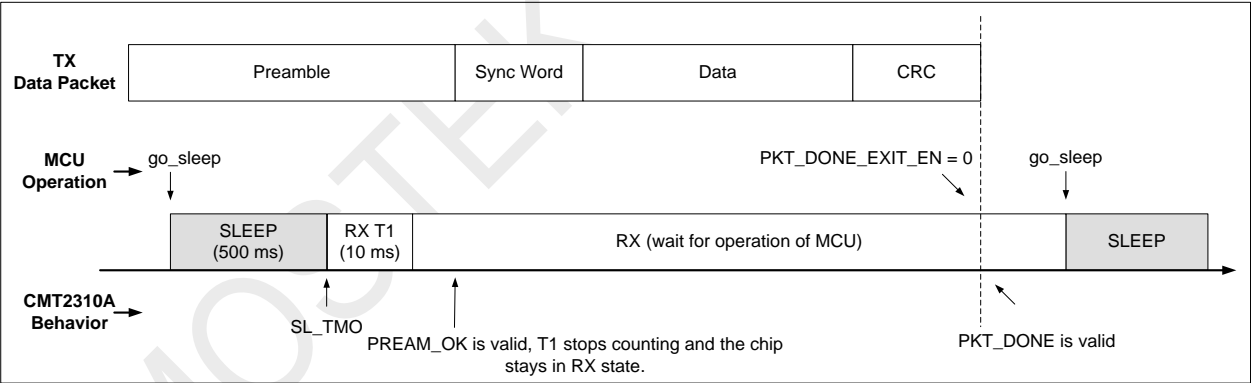 TX
Data Packet
Preamble
Sync Word
Data
CRC
MCU
Operation
go_sleep
PKT_DONE_EXIT_EN = 0
go_sleep
SLEEP
(500 ms)
RX T1
(10 ms)
RX (wait for operation of MCU)
SLEEP
CMT2310A
Behavior
SL_TMO
PREAM_OK is valid, T1 stops counting and the chip
stays in RX state.
PKT_DONE is valid
MOSTEK